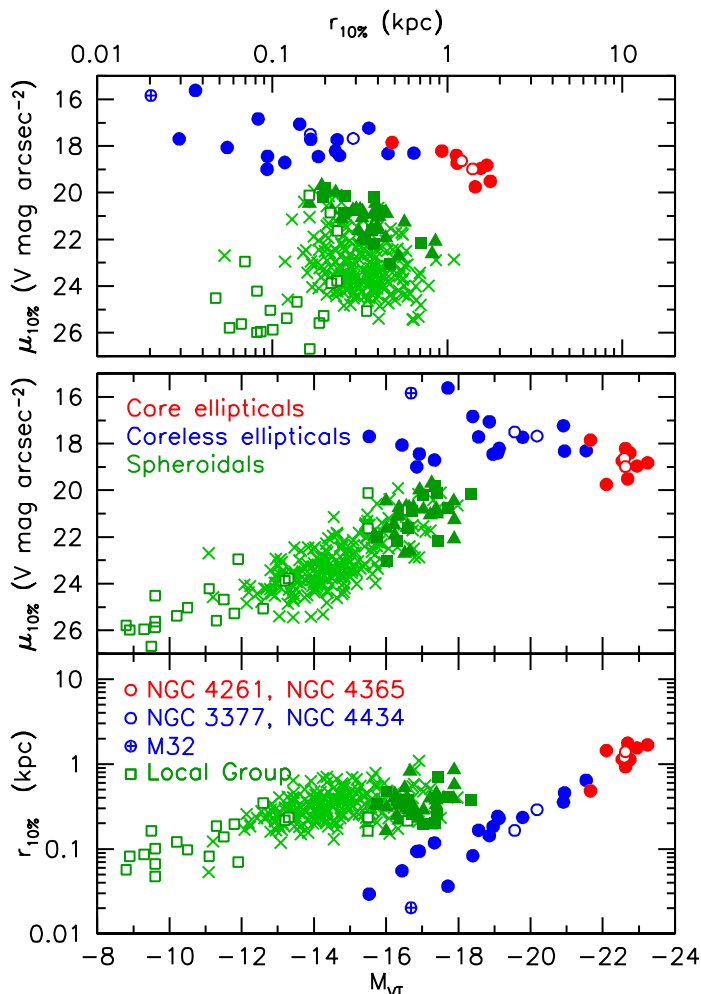 r10% (kpc)
0.01 0.1 1 10
μ10% (V mag arcsec−2)
16
18
20
22
24
26
μ10% (V mag arcsec−2)
16
18
20
22
24
26
Core ellipticals
Coreless ellipticals
Spheroidals
r10% (kpc)
10
1
0.1
0.01
NGC 4261, NGC 4365
NGC 3377, NGC 4434
M32
Local Group
−8 −10 −12 −14 −16 −18 −20 −22 −24
MVT